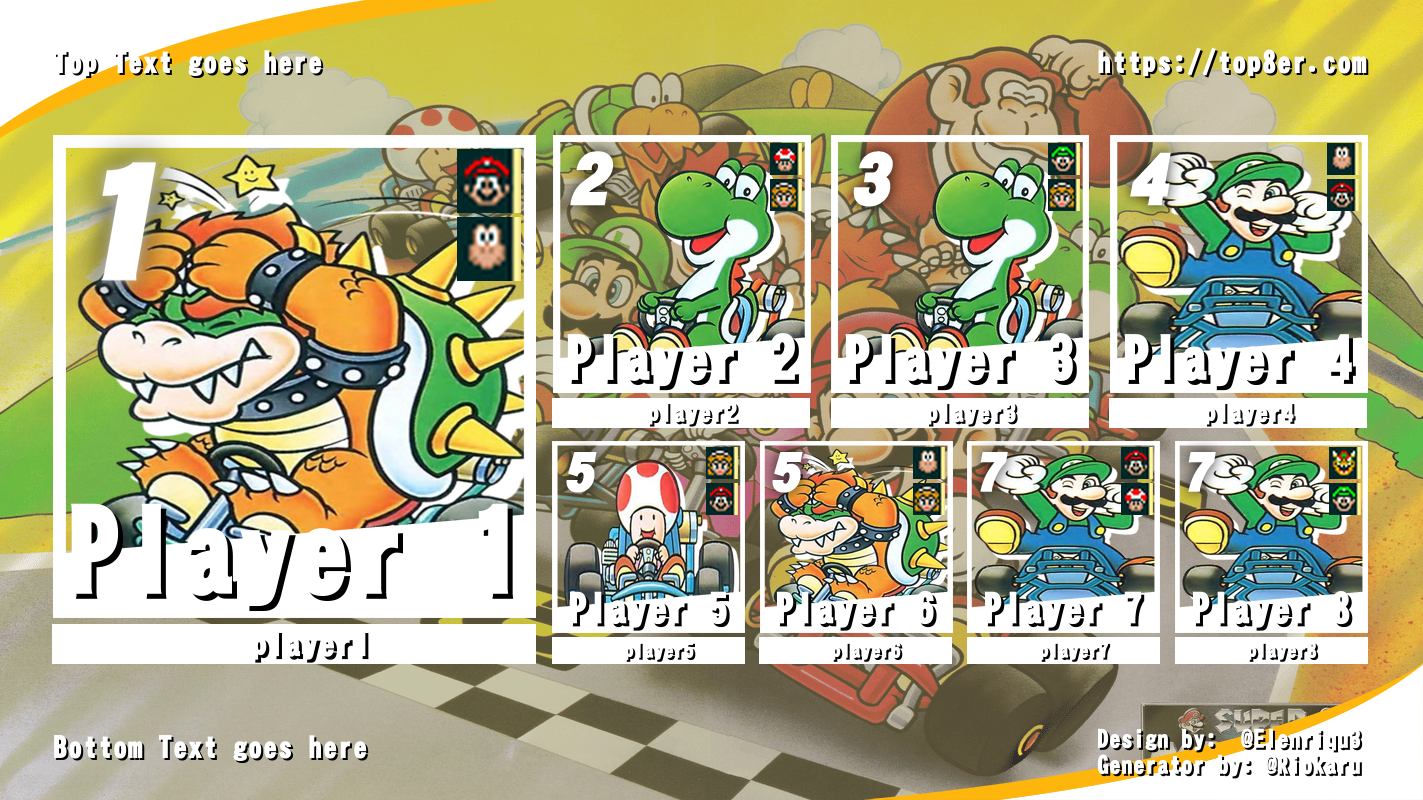 Top Text goes here
https://top8er.com
1
Player 1
player1
2
Player 2
player2
3
Player 3
player3
4
Player 4
player4
5
Player 5
player5
5
Player 6
player6
7
Player 7
player7
7
Player 8
player8
Bottom Text goes here
SUPER
Design by: @Elenriqu3
Generator by: @Riokaru